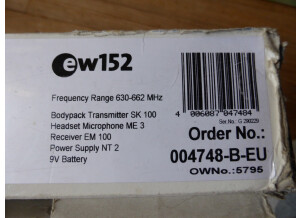 ew152
Frequency Range 630-662 MHz
Bodypack Transmitter SK 100
Headset Microphone ME 3
Receiver EM 100
Power Supply NT 2
9V Battery
4 006087 047484
Order No.:
004748-B-EU
OWNo.:5795